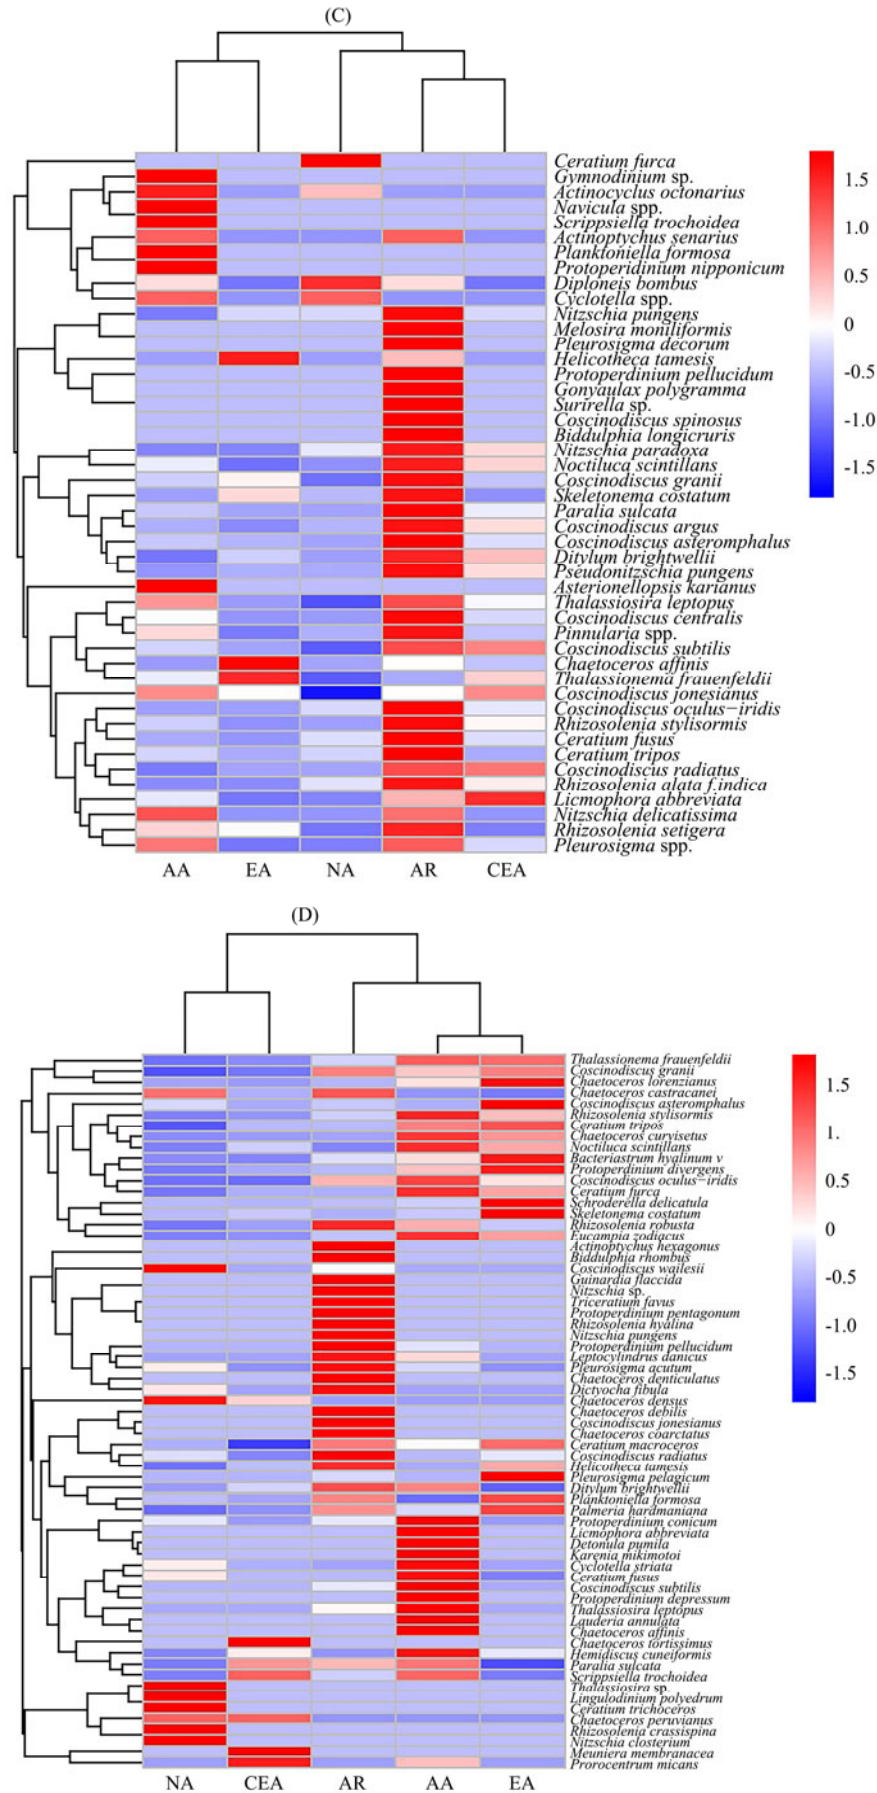 (C)
Ceratium furca
Gymnodinium sp.
Actinocyclus octonarius
Navicula spp.
Scrippsiella trochoidea
Actinoptychus senarius
Planktoniella formosa
Protoperidinium nipponicum
Diploneis bombus
Cyclotella spp.
Nitzschia pungens
Melosira moniliformis
Pleurosigma decorum
Helicotheca tamesis
Protoperdinium pellucidum
Gonyaulax polygramma
Surirella sp.
Coscinodiscus spinosus
Biddulphia longicruris
Nitzschia paradoxa
Noctiluca scintillans
Coscinodiscus granii
Skeletonema costatum
Paralia sulcata
Coscinodiscus argus
Coscinodiscus asteromphalus
Ditylum brightwellii
Pseudonitzschia pungens
Asterionellopsis karianus
Thalassiosira leptopus
Coscinodiscus centralis
Pinnularia spp.
Coscinodiscus subtilis
Chaetoceros affinis
Thalassionema frauenfeldii
Coscinodiscus jonesianus
Coscinodiscus oculus−iridis
Rhizosolenia stylisormis
Ceratium fusus
Ceratium tripos
Coscinodiscus radiatus
Rhizosolenia alata f.indica
Licmophora abbreviata
Nitzschia delicatissima
Rhizosolenia setigera
Pleurosigma spp.
1.5
1.0
0.5
0
-0.5
-1.0
-1.5
AA EA NA AR CEA
(D)
Thalassionema frauenfeldii
Coscinodiscus granii
Chaetoceros lorenzianus
Chaetoceros castracanei
Coscinodiscus asteromphalus
Rhizosolenia stylisormis
Ceratium tripos
Chaetoceros curvisetus
Noctiluca scintillans
Bacteriastrum hyalinum v
Protoperdinium divergens
Coscinodiscus oculus−iridis
Ceratium furca
Schroderella delicatula
Skeletonema costatum
Rhizosolenia robusta
Eucampia zodiacus
Actinoptychus hexagonus
Biddulphia rhombus
Coscinodiscus wailesii
Guinardia flaccida
Nitzschia sp.
Triceratium favus
Protoperdinium pentagonum
Rhizosolenia hyalina
Nitzschia pungens
Protoperdinium pellucidum
Leptocylindrus danicus
Pleurosigma acutum
Chaetoceros denticulatus
Dictyocha fibula
Chaetoceros densus
Chaetoceros debilis
Coscinodiscus jonesianus
Chaetoceros coarctatus
Ceratium macroceros
Coscinodiscus radiatus
Helicotheca tamesis
Pleurosigma pelagicum
Ditylum brightwellii
Planktoniella formosa
Palmeria hardmaniana
Protoperdinium conicum
Licmophora abbreviata
Detonula pumila
Karenia mikimotoi
Cyclotella striata
Ceratium fusus
Coscinodiscus subtilis
Protoperdinium depressum
Thalassiosira leptopus
Lauderia annulata
Chaetoceros affinis
Chaetoceros tortissimus
Hemidiscus cuneiformis
Paralia sulcata
Scrippsiella trochoidea
Thalassiosira sp.
Lingulodinium polyedrum
Ceratium trichoceros
Chaetoceros peruvianus
Rhizosolenia crassispina
Nitzschia closterium
Meuniera membranacea
Prorocentrum micans
1.5
1.
0.5
0
-0.5
-1.0
-1.5
NA CEA AR AA EA